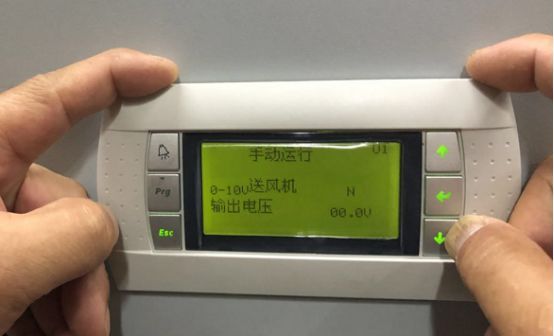 手动运行 U1
0-10V送风机 N
输出电压 00.0V
Prg
Esc